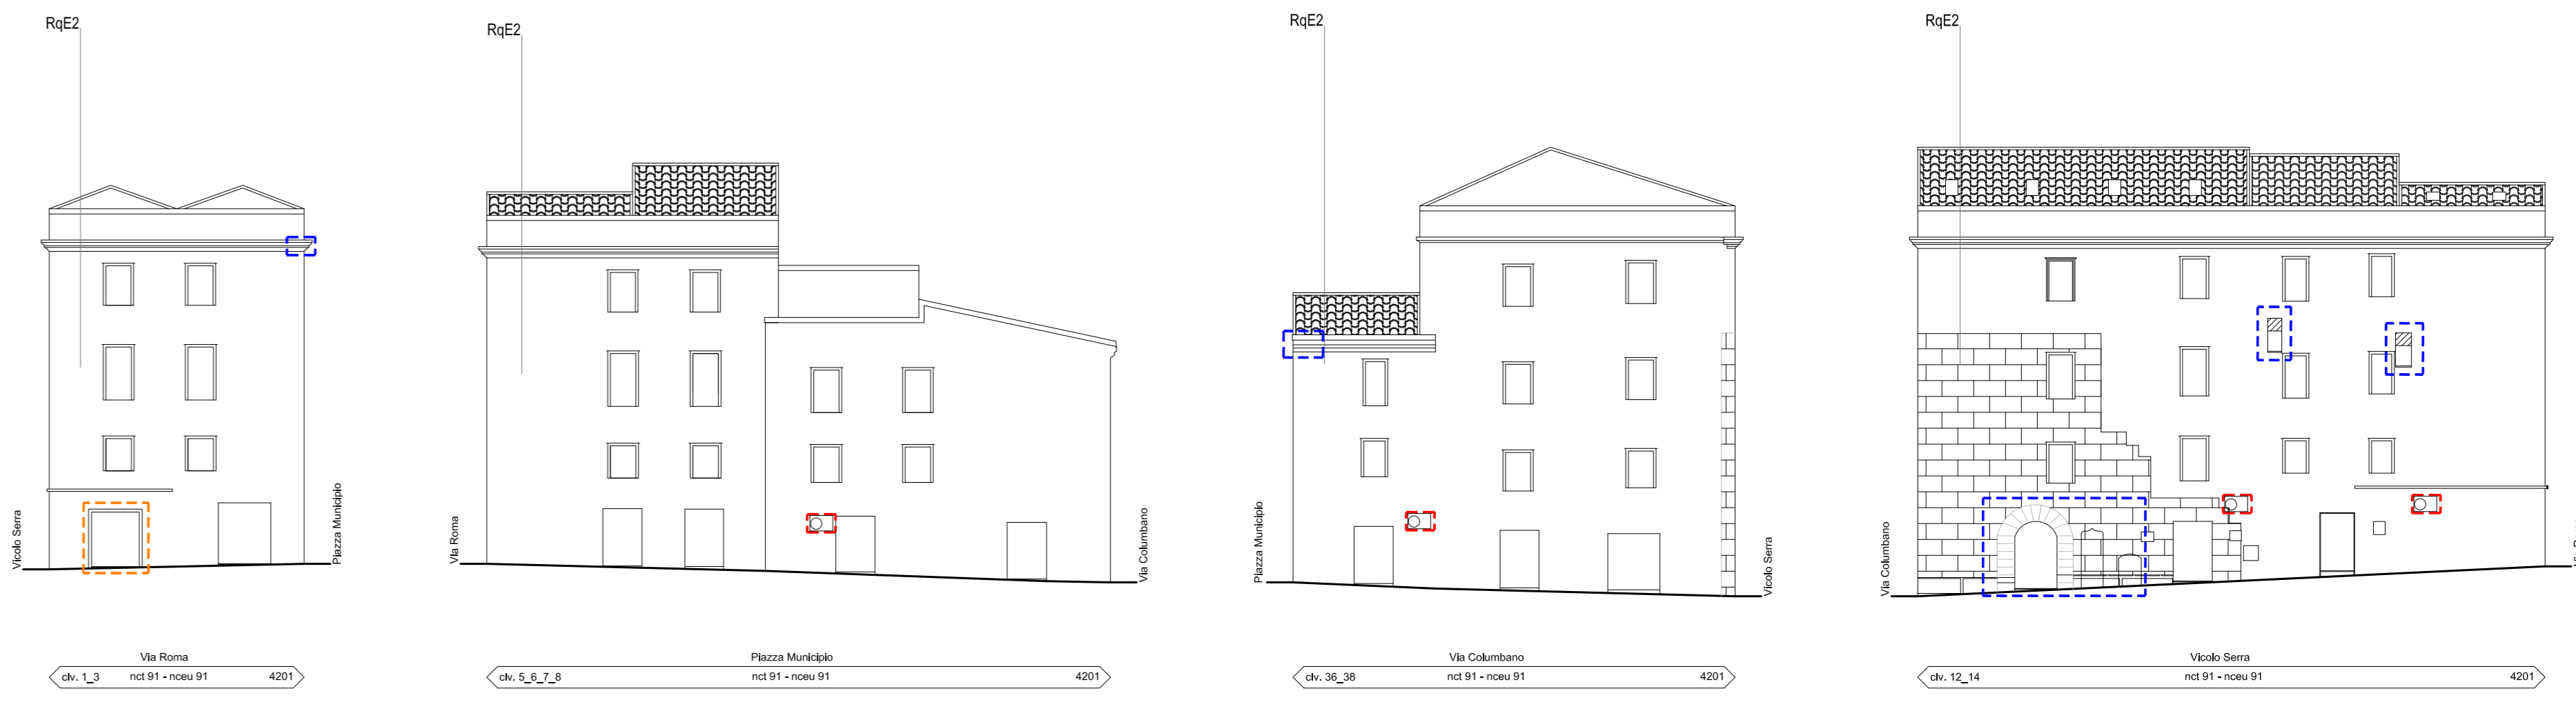 RqE2
RqE2
RqE2
RqE2
Vicolo Serra
Piazza Municipio
VIa Roma
Via Columbano
Piazza Municipio
Vicolo Serra
Via Columbano
Via Roma
clv. 1_3 nct 91 - nceu 91 4201
Piazza Municipio
clv. 5_6_7_8 nct 91 - nceu 91 4201
Via Columbano
clv. 36_38 nct 91 - nceu 91 4201
Vicolo Serra
clv. 12_14 nct 91 - nceu 91 4201